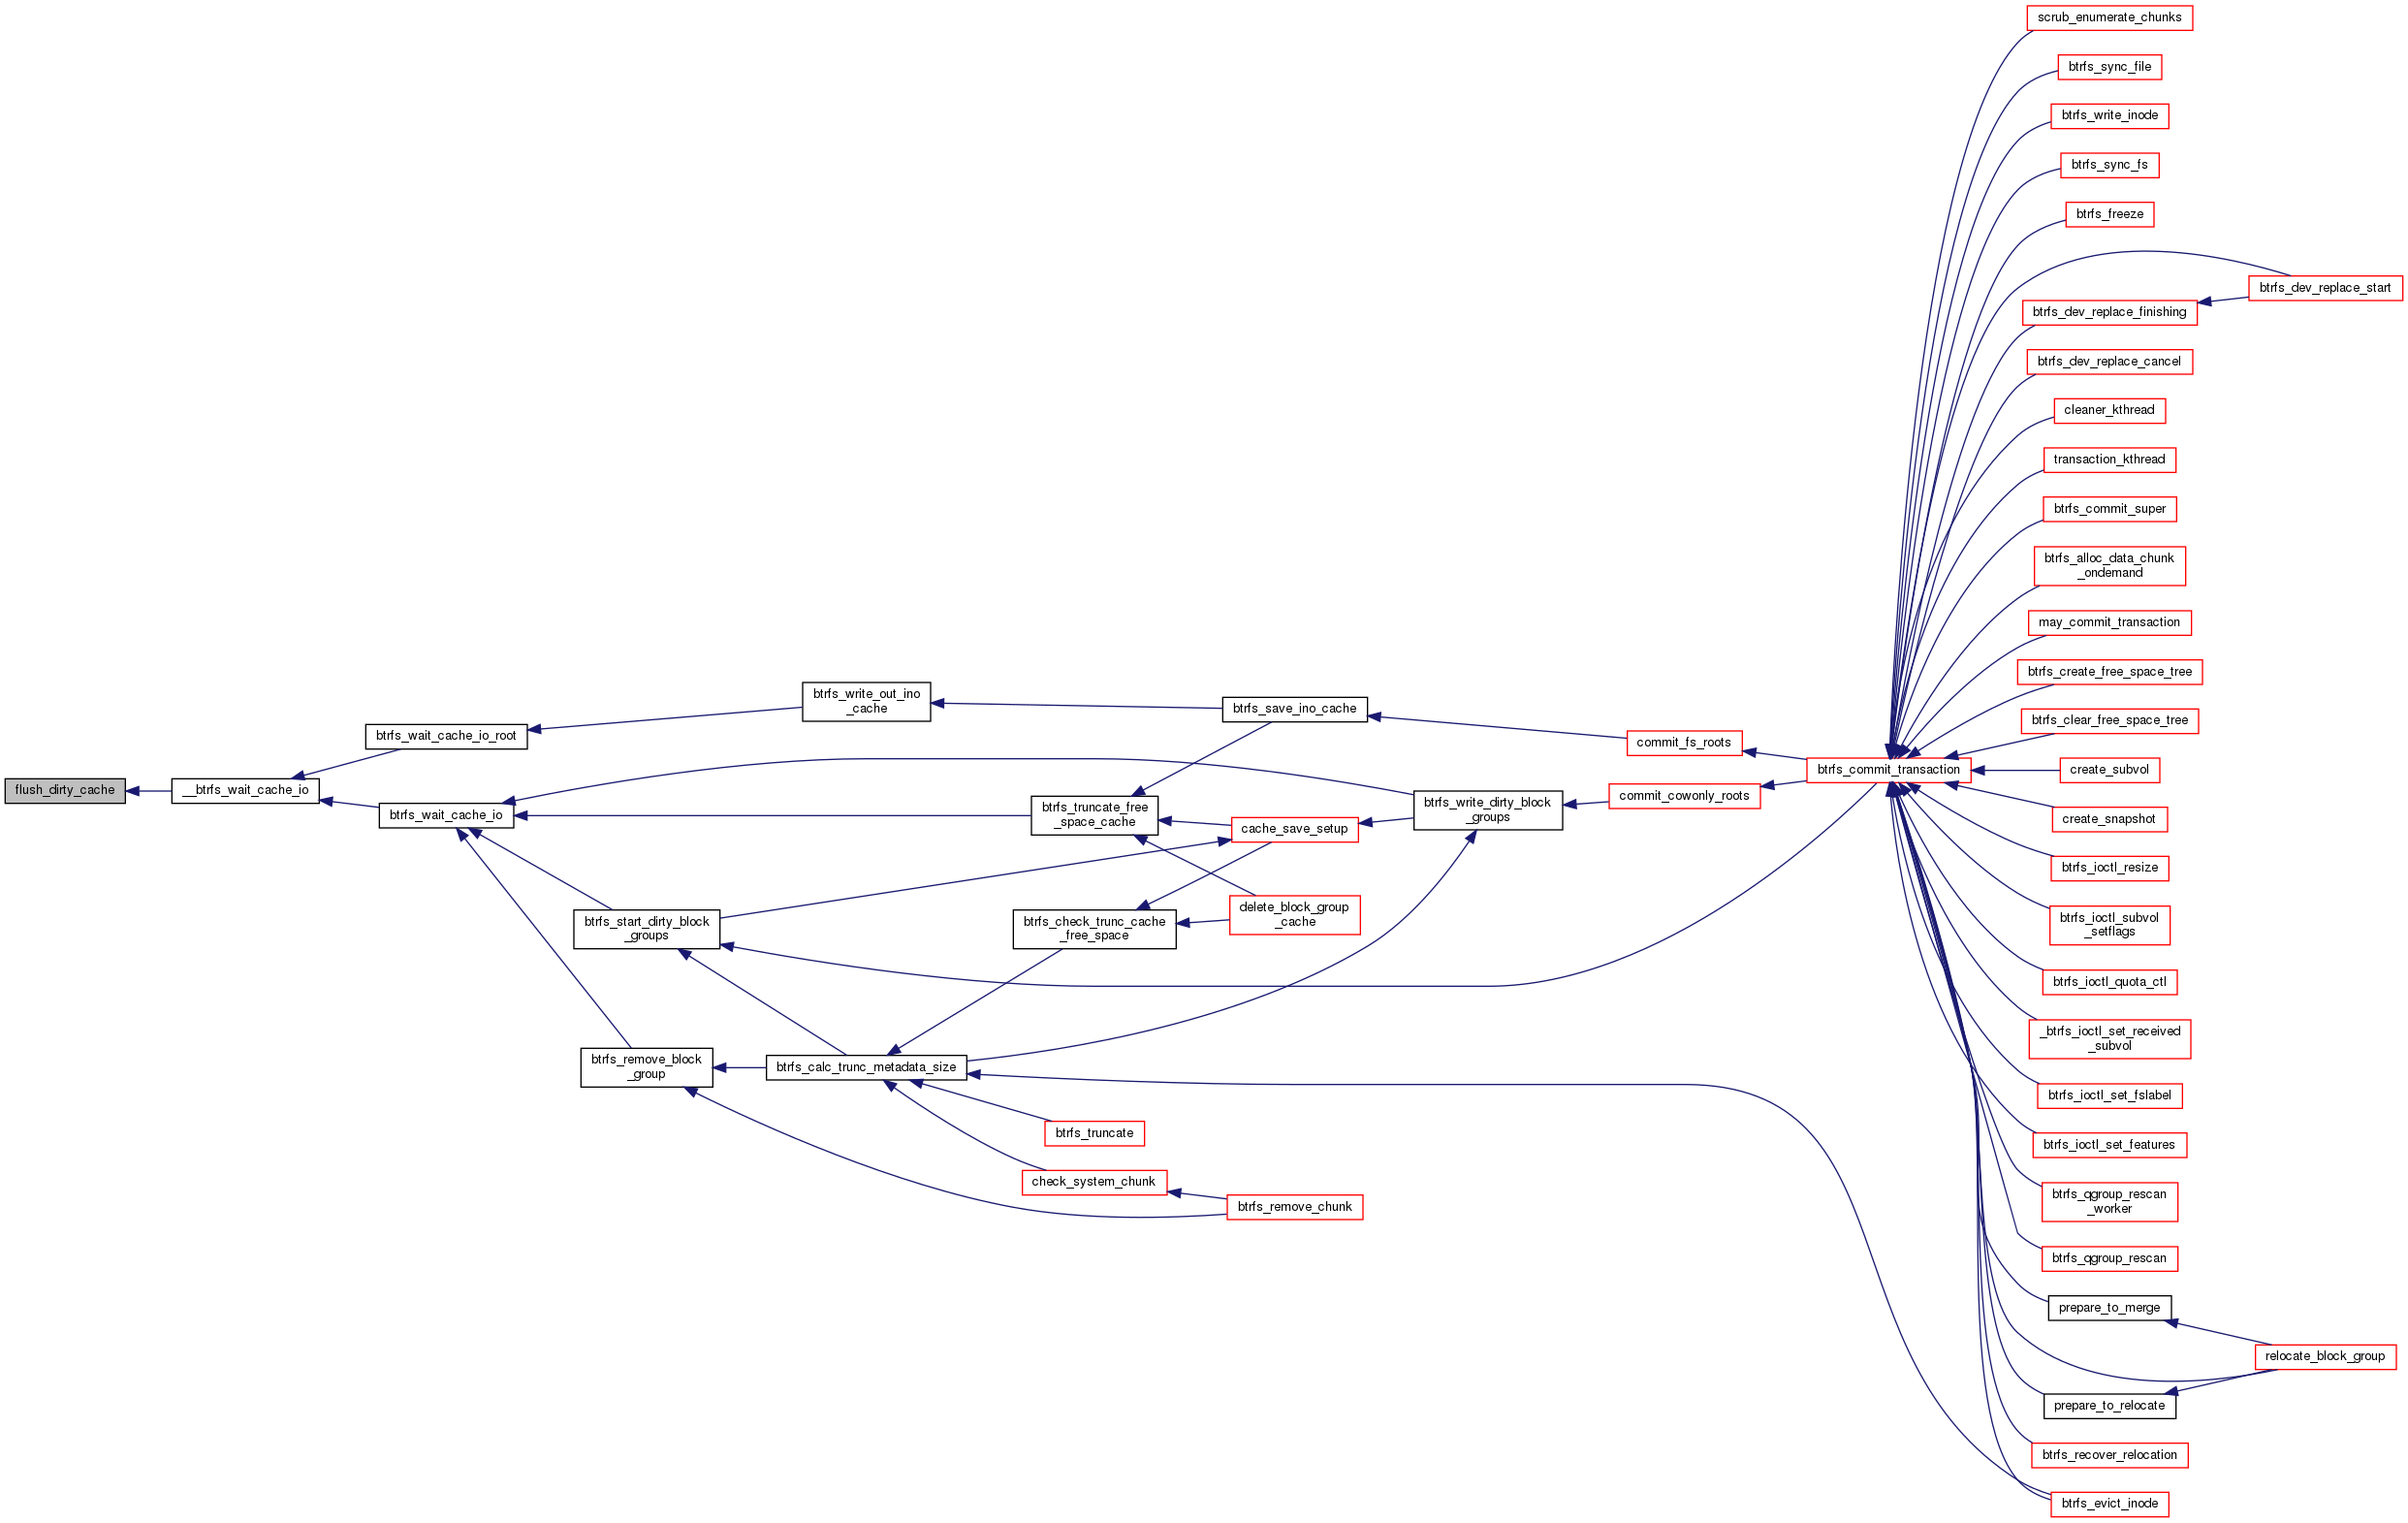 scrub_enumerate_chunks
btrfs_sync_file
btrfs_write_inode
btrfs_sync_fs
btrfs_freeze
btrfs_dev_replace_start
btrfs_dev_replace_finishing
btrfs_dev_replace_cancel
cleaner_kthread
transaction_kthread
btrfs_commit_super
btrfs_alloc_data_chunk
_ondemand
may_commit_transaction
btrfs_create_free_space_tree
btrfs_clear_free_space_tree
create_subvol
create_snapshot
btrfs_ioctl_resize
btrfs_ioctl_subvol
_setflags
btrfs_ioctl_quota_ctl
_btrfs_ioctl_set_received
_subvol
btrfs_ioctl_set_fslabel
btrfs_ioctl_set_features
btrfs_qgroup_rescan
_worker
btrfs_qgroup_rescan
prepare_to_merge
relocate_block_group
prepare_to_relocate
btrfs_recover_relocation
btrfs_evict_inode
btrfs_commit_transaction
commit_fs_roots
commit_cowonly_roots
btrfs_write_dirty_block
_groups
btrfs_save_ino_cache
cache_save_setup
delete_block_group
_cache
btrfs_remove_chunk
btrfs_truncate_free
_space_cache
btrfs_check_trunc_cache
_free_space
btrfs_truncate
check_system_chunk
btrfs_write_out_ino
_cache
btrfs_calc_trunc_metadata_size
btrfs_start_dirty_block
_groups
btrfs_remove_block
_group
btrfs_wait_cache_io_root
btrfs_wait_cache_io
__btrfs_wait_cache_io
flush_dirty_cache